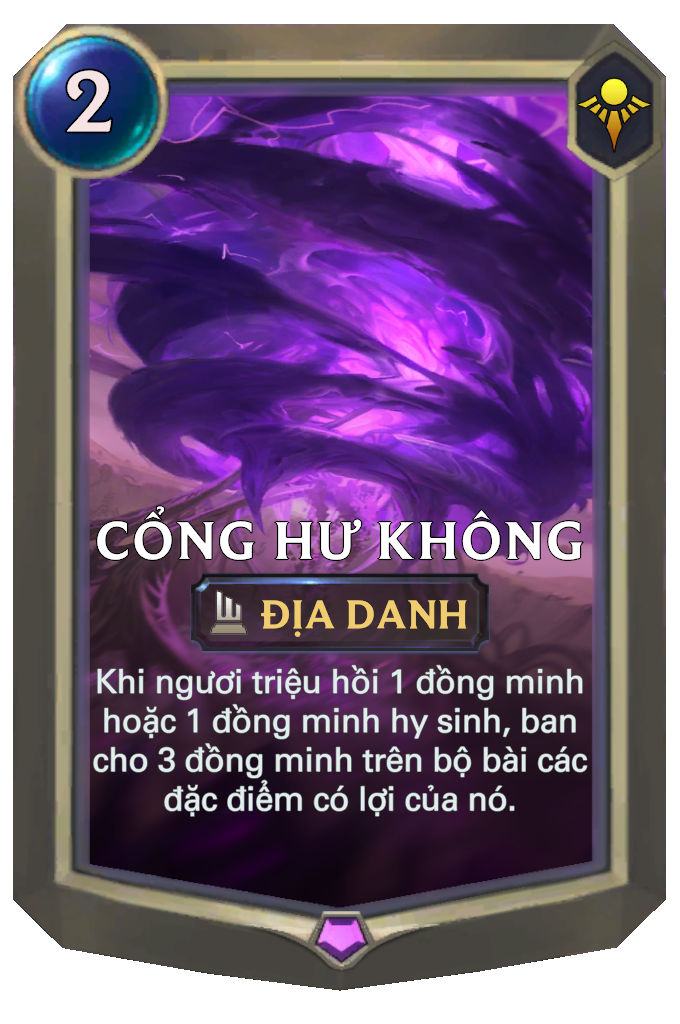 2
CỔNG HƯ KHÔNG
ĐỊA DANH
Khi ngươi triệu hồi 1 đồng minh
hoặc 1 đồng minh hy sinh, ban
cho 3 đồng minh trên bộ bài các
đặc điểm có lợi của nó.